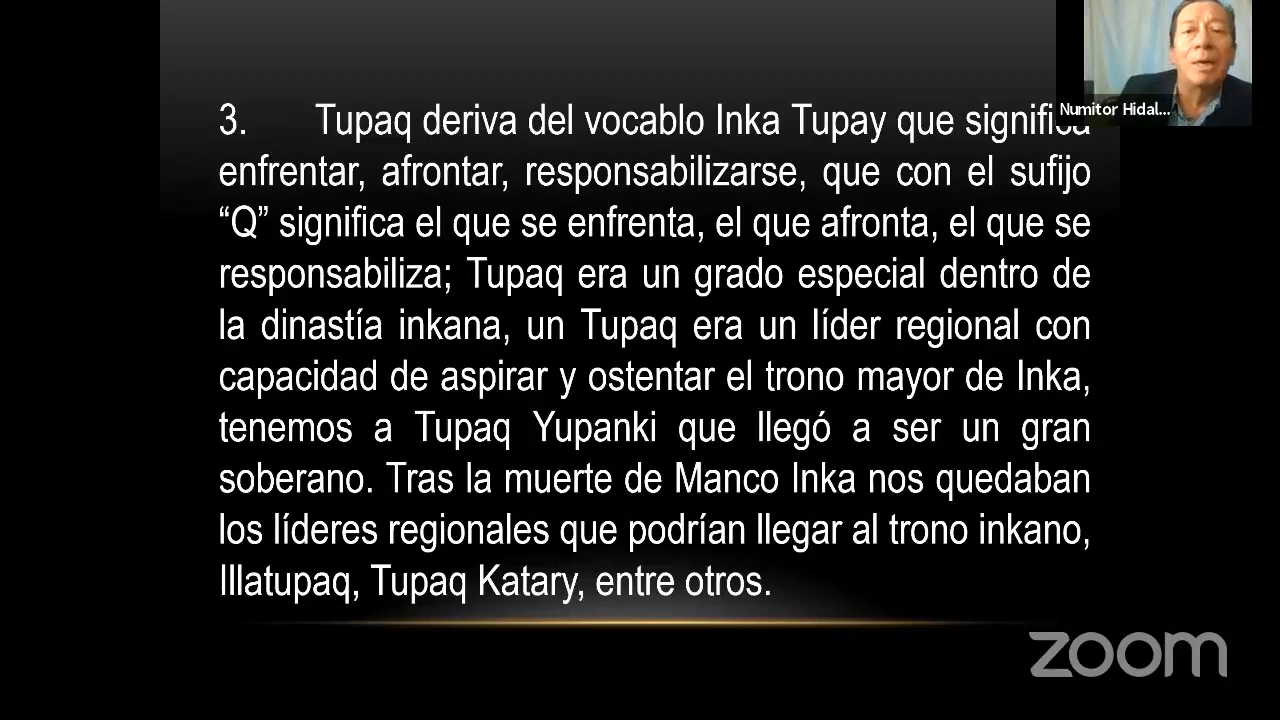 3. Tupaq deriva del vocablo Inka Tupay que significa
enfrentar, afrontar, responsabilizarse, que con el sufijo
“Q” significa el que se enfrenta, el que afronta, el que se
responsabiliza; Tupaq era un grado especial dentro de
la dinastía inkana, un Tupaq era un líder regional con
capacidad de aspirar y ostentar el trono mayor de Inka,
tenemos a Tupaq Yupanki que llegó a ser un gran
soberano. Tras la muerte de Manco Inka nos quedaban
los líderes regionales que podrían llegar al trono inkano,
Illatupaq, Tupaq Katary, entre otros.
Numitor Hidal...
zoom